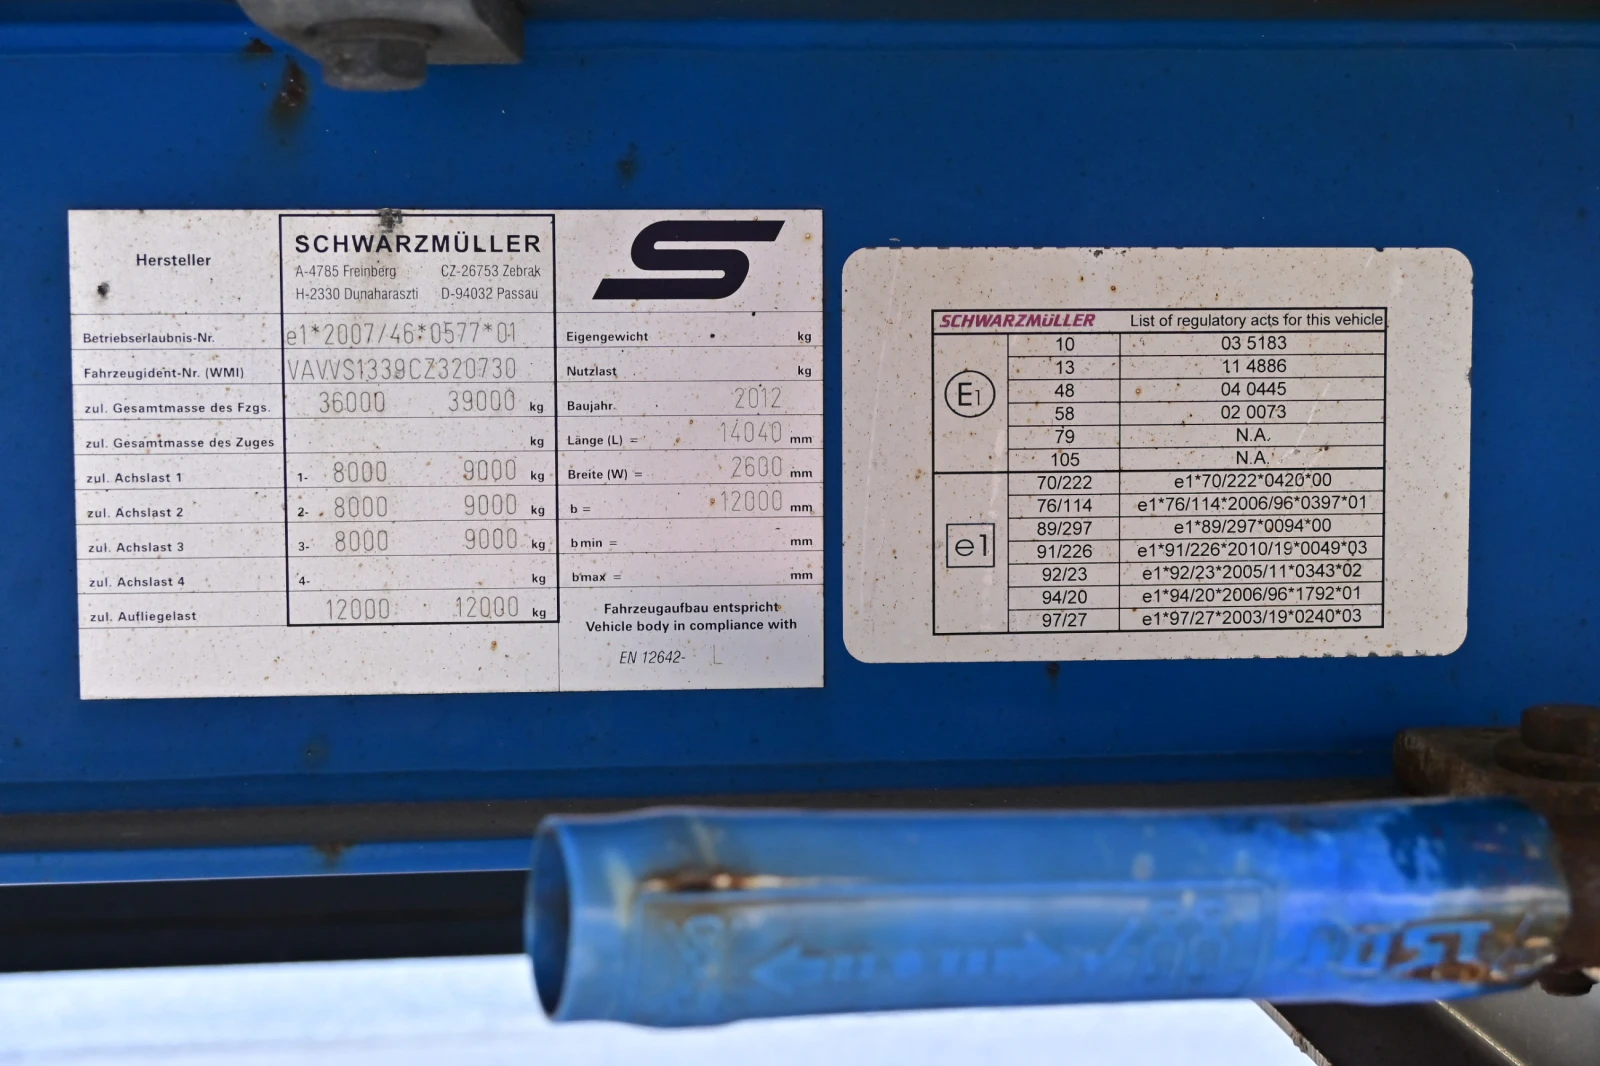 Hersteller
SCHWARZMÜLLER
A-4785 Freinberg CZ-26753 Zebrak
H-2330 Dunaharaszti D-94032 Passau
Betriebserlaubnis-Nr. e1*2007/46*0577*01
Fahrzeugident-Nr. (WMI) VAVVS1339CZ320730
zul. Gesamtmasse des Fzgs. 36000 39000 kg
zul. Gesamtmasse des Zuges kg
zul. Achslast 1 1- 8000 9000 kg
zul. Achslast 2 2- 8000 9000 kg
zul. Achslast 3 3- 8000 9000 kg
zul. Achslast 4 4- kg
zul. Aufliegelast 12000 12000 kg
S
Eigengewicht kg
Nutzlast kg
Baujahr 2012
Länge (L) = 14040 mm
Breite (W) = 2600 mm
b = 12000 mm
bmin = mm
bmax = mm
Fahrzeugaufbau entspricht
Vehicle body in compliance with
EN 12642- L
SCHWARZMÜLLER List of regulatory acts for this vehicle
E1
10 03 5183
13 11 4886
48 04 0445
58 02 0073
79 N.A.
105 N.A.
e1
70/222 e1*70/222*0420*00
76/114 e1*76/114*2006/96*0397*01
89/297 e1*89/297*0094*00
91/226 e1*91/226*2010/19*0049*03
92/23 e1*92/23*2005/11*0343*02
94/20 e1*94/20*2006/96*1792*01
97/27 e1*97/27*2003/19*0240*03